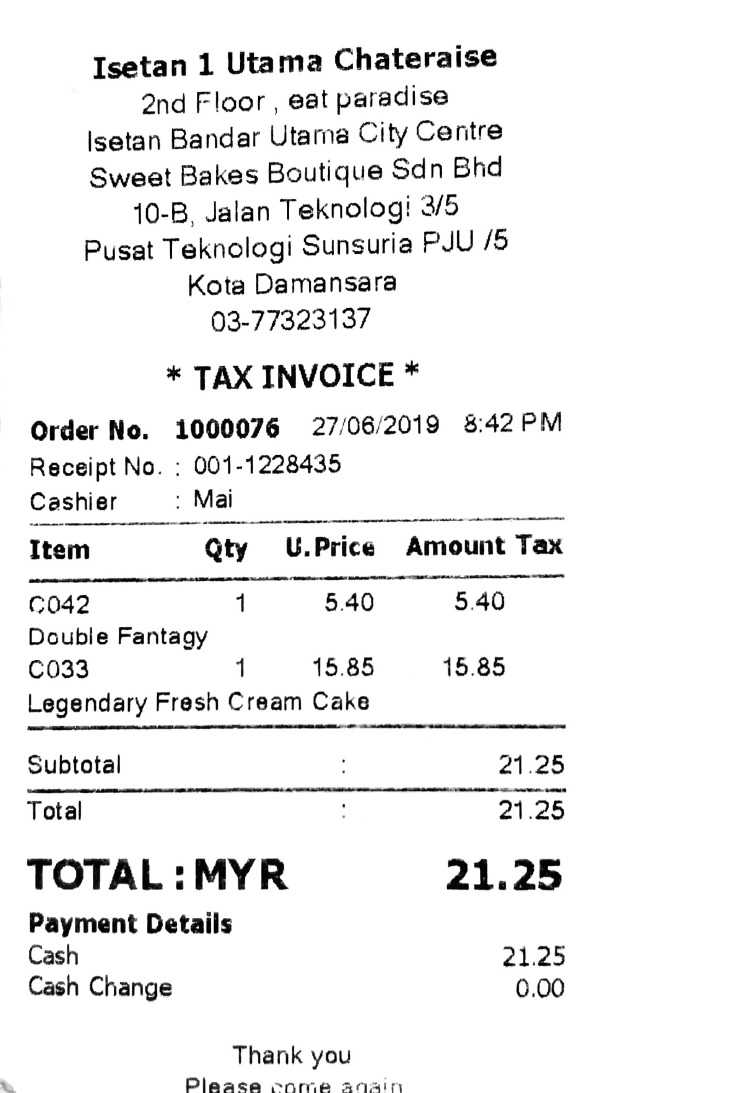 Isetan 1 Utama Chateraise
2nd Floor , eat paradise
Isetan Bandar Utama City Centre
Sweet Bakes Boutique Sdn Bhd
10-B, Jalan Teknologi 3/5
Pusat Teknologi Sunsuria PJU /5
Kota Damansara
03-77323137
* TAX INVOICE *
Order No. 1000076 27/06/2019 8:42 PM
Receipt No. : 001-1228435
Cashier : Mai
Item Qty U.Price Amount Tax
C042 1 5.40 5.40
Double Fantagy
C033 1 15.85 15.85
Legendary Fresh Cream Cake
Subtotal : 21.25
Total : 21.25
TOTAL : MYR 21.25
Payment Details
Cash 21.25
Cash Change 0.00
Thank you
Please come again